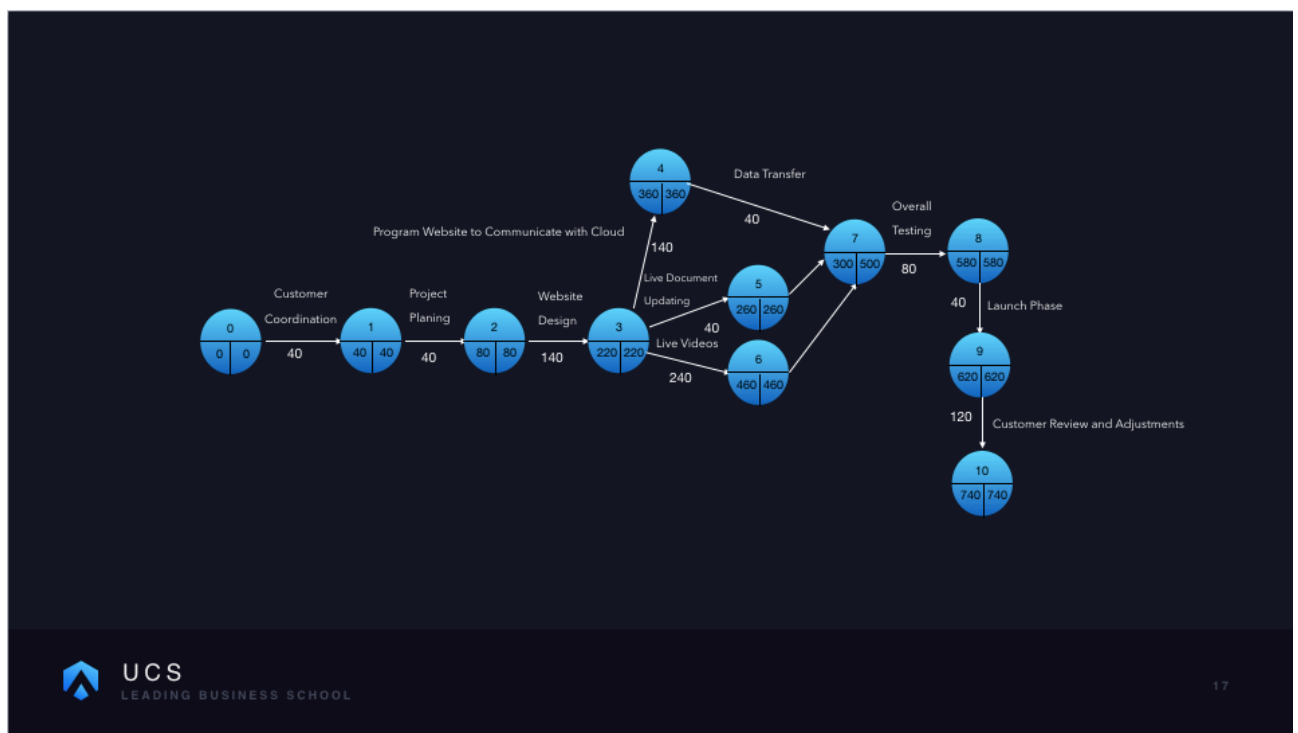 4
360 360
Data Transfer
40
Program Website to Communicate with Cloud
140
Overall
Testing
7
300 500
80
8
580 580
Live Document
Updating
40
5
260 260
Customer
Coordination
40
Project
Planing
40
Website
Design
140
0
0 0
1
40 40
2
80 80
3
220 220
Live Videos
240
6
460 460
40
Launch Phase
9
620 620
120
Customer Review and Adjustments
10
740 740
UCS
LEADING BUSINESS SCHOOL
17